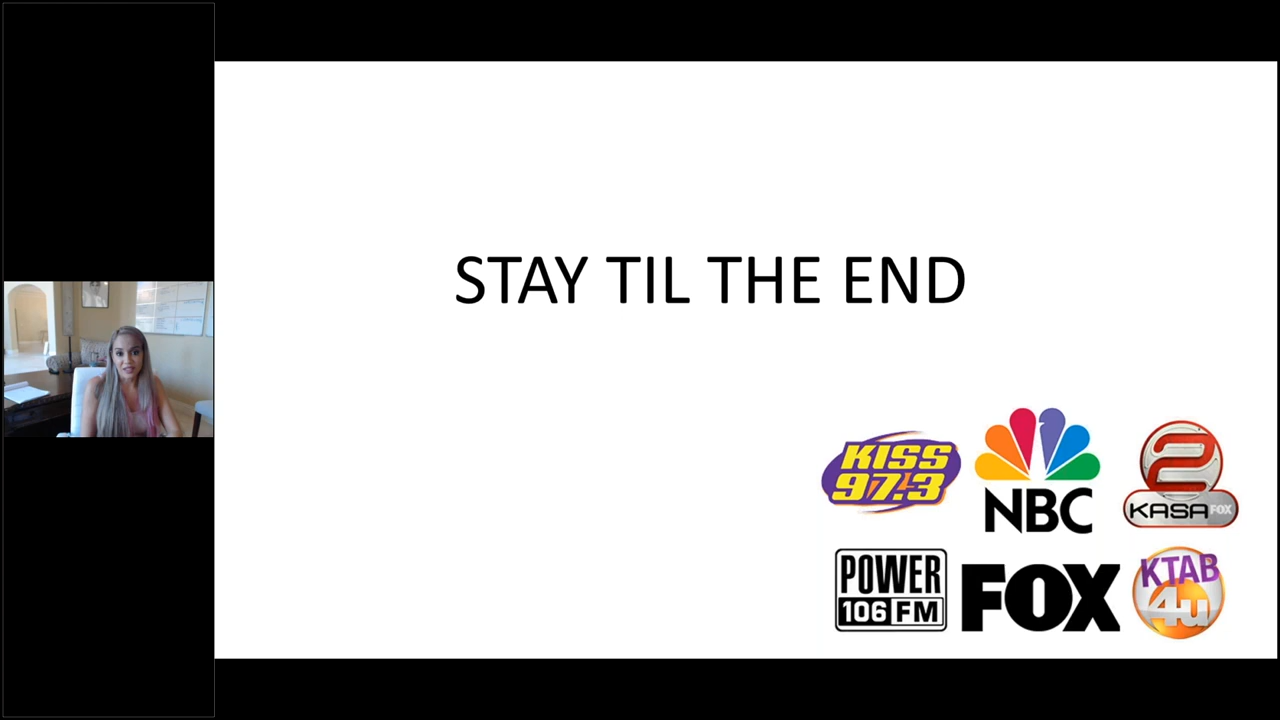 STAY TIL THE END
KISS
97.3
NBC
2
KASA FOX
POWER
106 FM
FOX
KTAB
4u